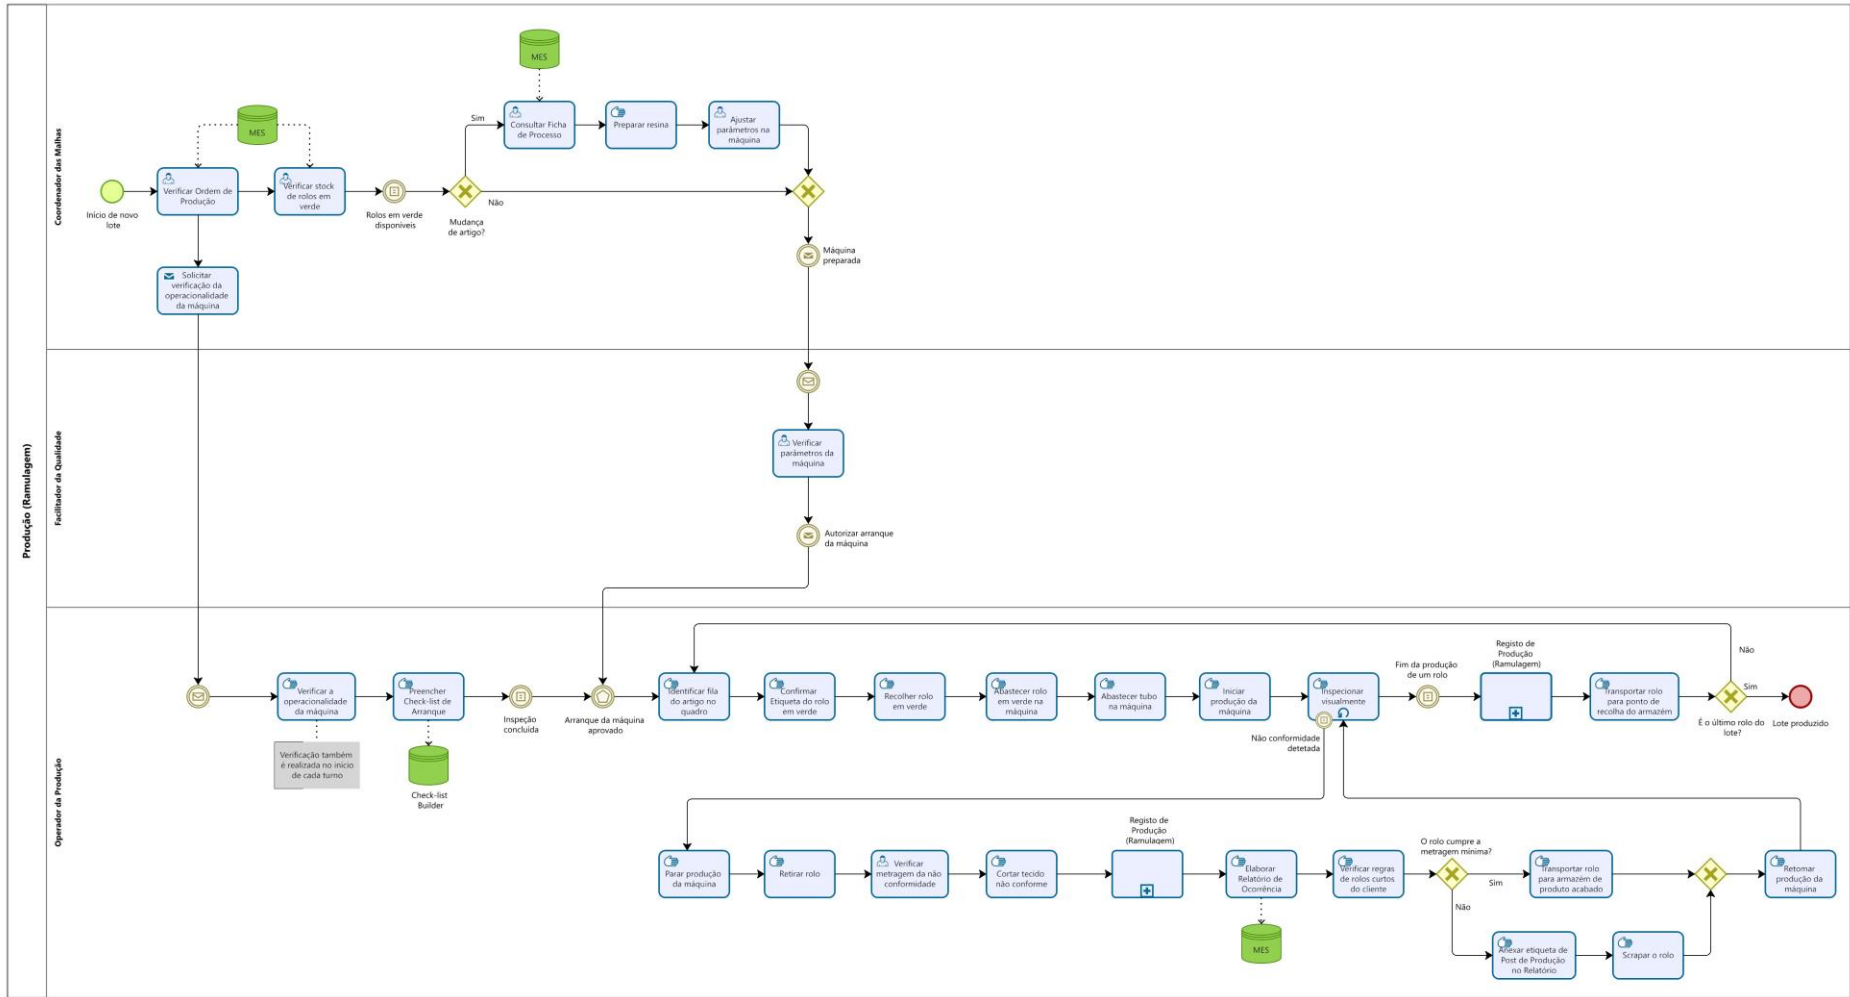 Produção (Ramulagem)
Coordenador das Malhas
MES
MES
Início de novo
lote
Verificar Ordem de
Produção
Verificar stock
de rolos em
verde
Rolos em verde
disponíveis
Mudança
de artigo?
Sim
Não
Consultar Ficha
de Processo
Preparar resina
Ajustar
parâmetros na
máquina
Máquina
preparada
Solicitar
verificação da
operacionalidade
da máquina
Facilitador da Qualidade
Verificar
parâmetros da
máquina
Autorizar arranque
da máquina
Operador da Produção
Verificar a
operacionalidade
da máquina
Preencher
Check-list de
Arranque
Inspeção
concluída
Arranque da máquina
aprovado
Identificar fila
do artigo no
quadro
Confirmar
Etiqueta do rolo
em verde
Recolher rolo
em verde
Abastecer rolo
em verde na
máquina
Abastecer tubo
na máquina
Iniciar
produção da
máquina
Inspecionar
visualmente
Não conformidade
detetada
Fim da produção
de um rolo
Registo de
Produção
(Ramulagem)
Transportar rolo
para ponto de
recolha do armazém
É o último rolo do
lote?
Não
Sim
Lote produzido
Verificação também
é realizada no início
de cada turno
Check-list
Builder
Parar produção
da máquina
Retirar rolo
Verificar
metragem da não
conformidade
Cortar tecido
não conforme
Registo de
Produção
(Ramulagem)
Elaborar
Relatório de
Ocorrência
MES
Verificar regras
de rolos curtos
do cliente
O rolo cumpre a
metragem mínima?
Sim
Não
Transportar rolo
para armazém de
produto acabado
Anexar etiqueta de
Post de Produção
no Relatório
Scrapar o rolo
Retomar
produção da
máquina